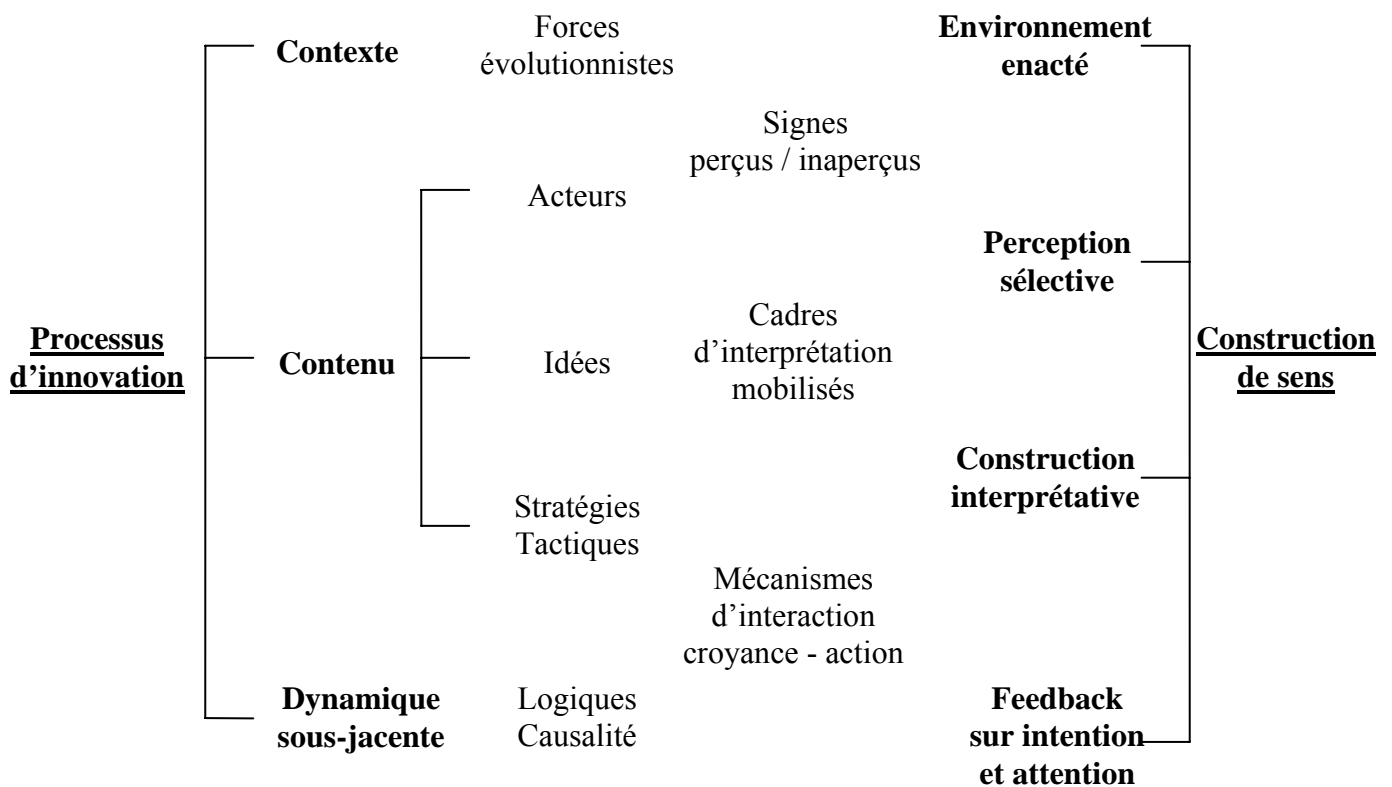 Forces
évolutionnistes
Environnement
enacté
Contexte
Signes
perçus / inaperçus
Acteurs
Perception
sélective
Processus
d’innovation
Contenu
Idées
Cadres
d’interprétation
mobilisés
Construction
de sens
Construction
interprétative
Stratégies
Tactiques
Mécanismes
d’interaction
croyance - action
Dynamique
sous-jacente
Logiques
Causalité
Feedback
sur intention
et attention